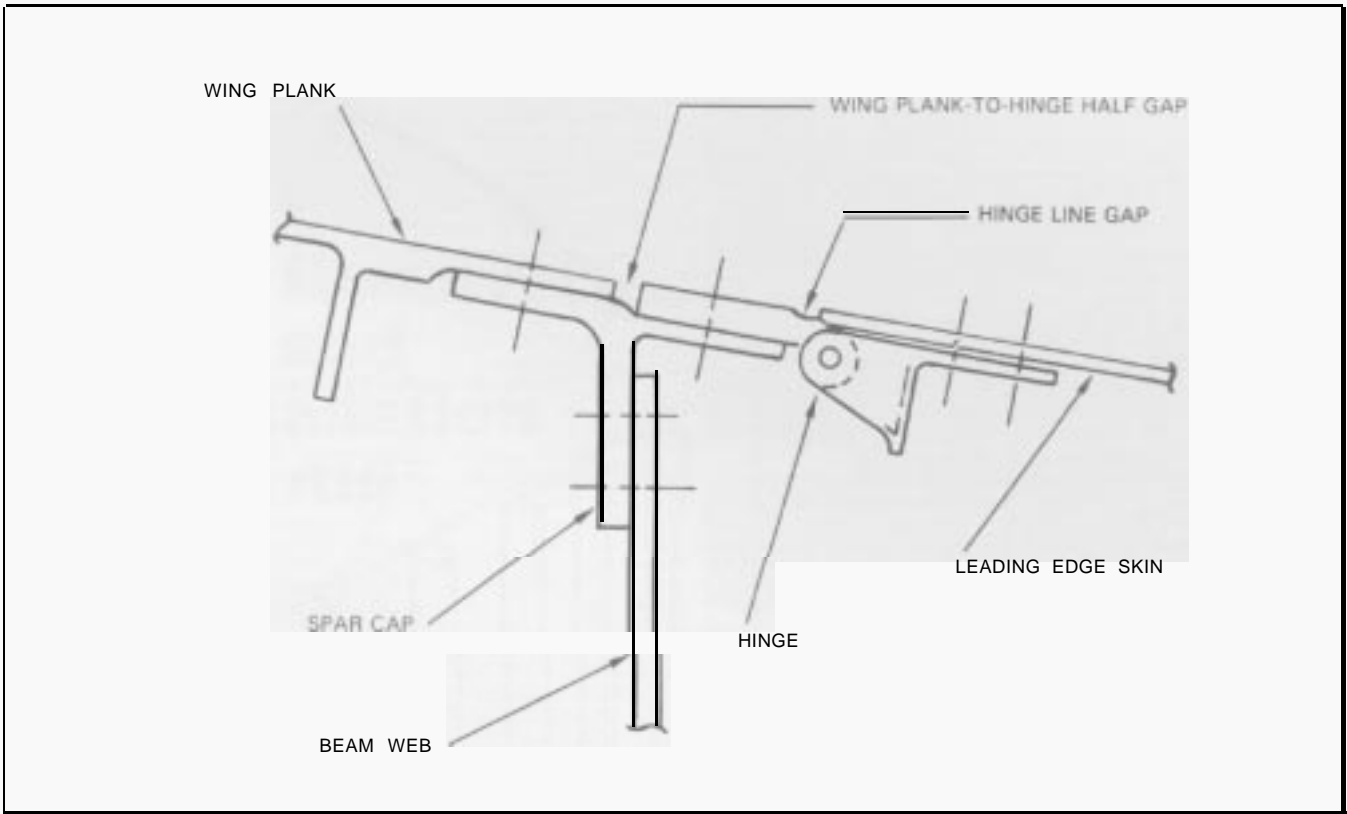 WING PLANK
WING PLANK-TO-HINGE HALF GAP
HINGE LINE GAP
LEADING EDGE SKIN
SPAR CAP
HINGE
BEAM WEB